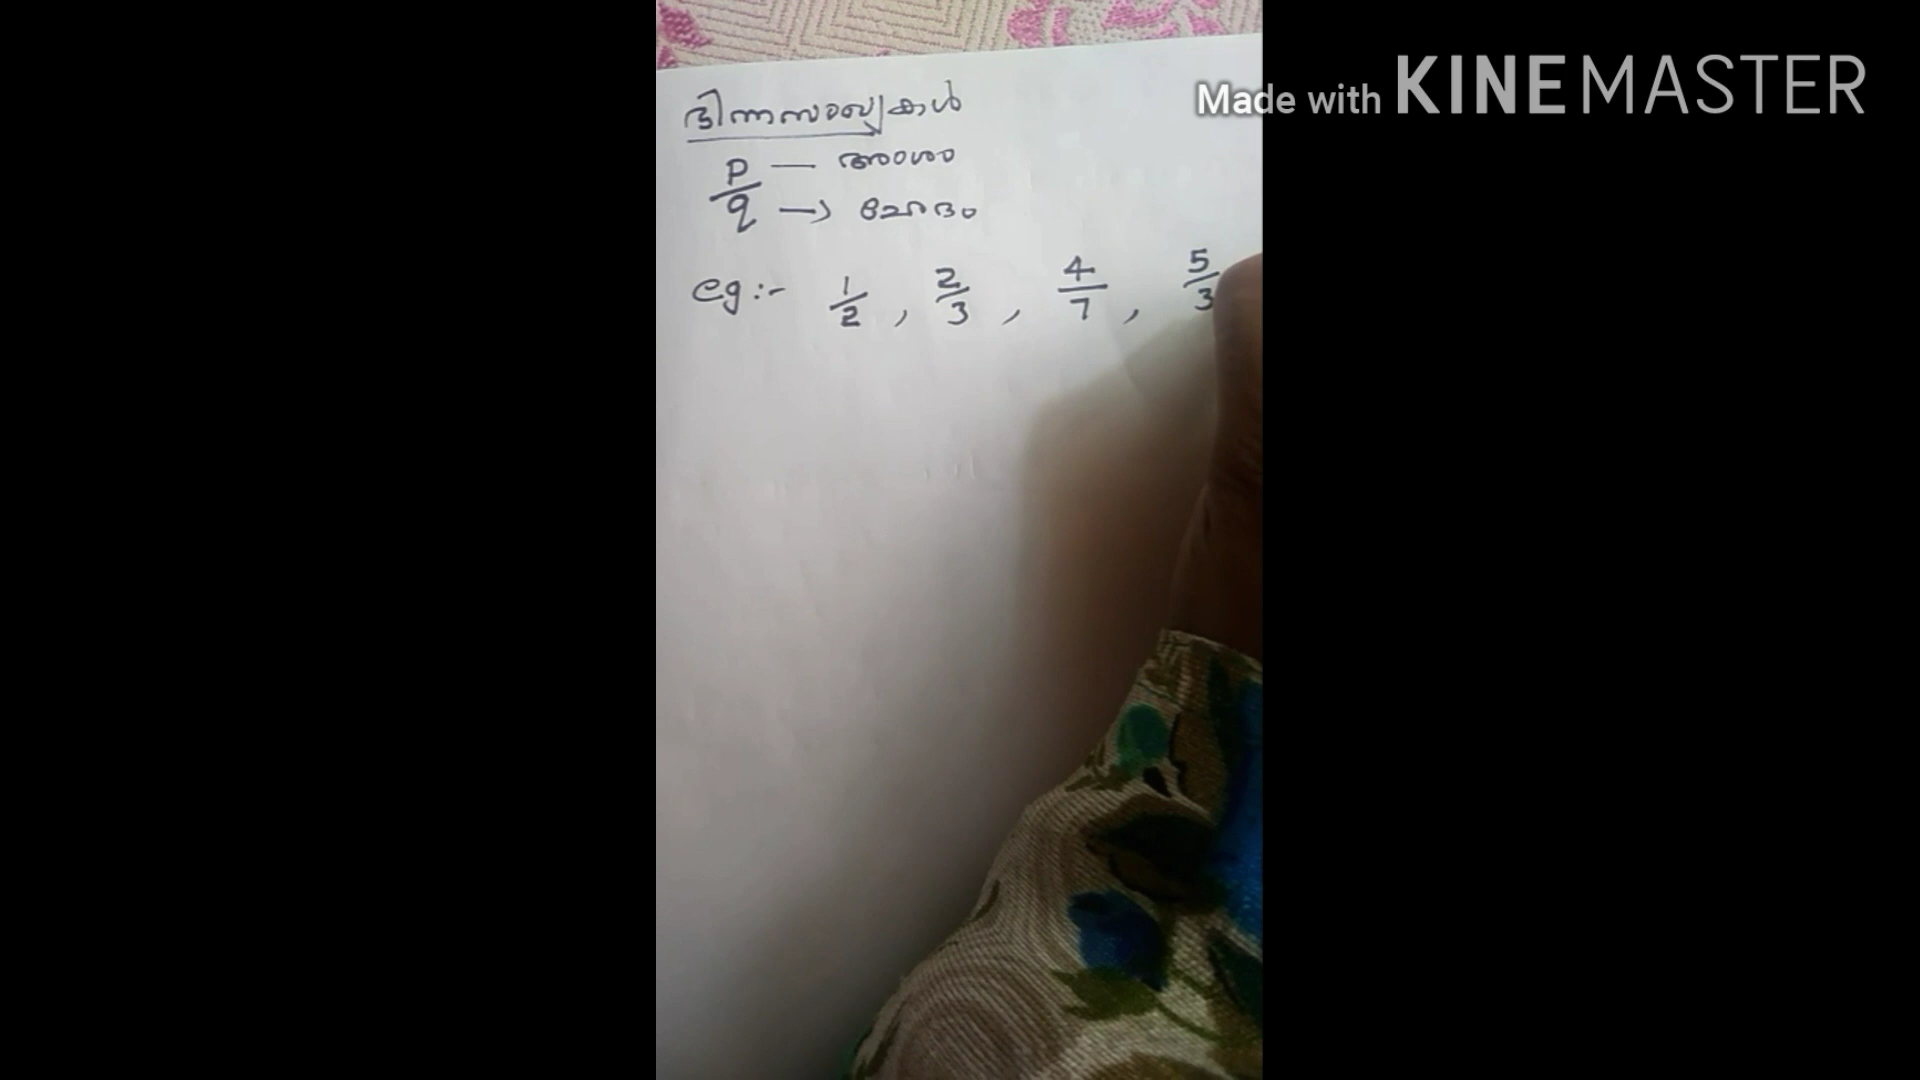 ഭിന്നസംഖ്യകൾ
P — അംശം
q → ഛേദം
eg:- 1/2, 2/3, 4/7, 5/3
Made with KINEMASTER